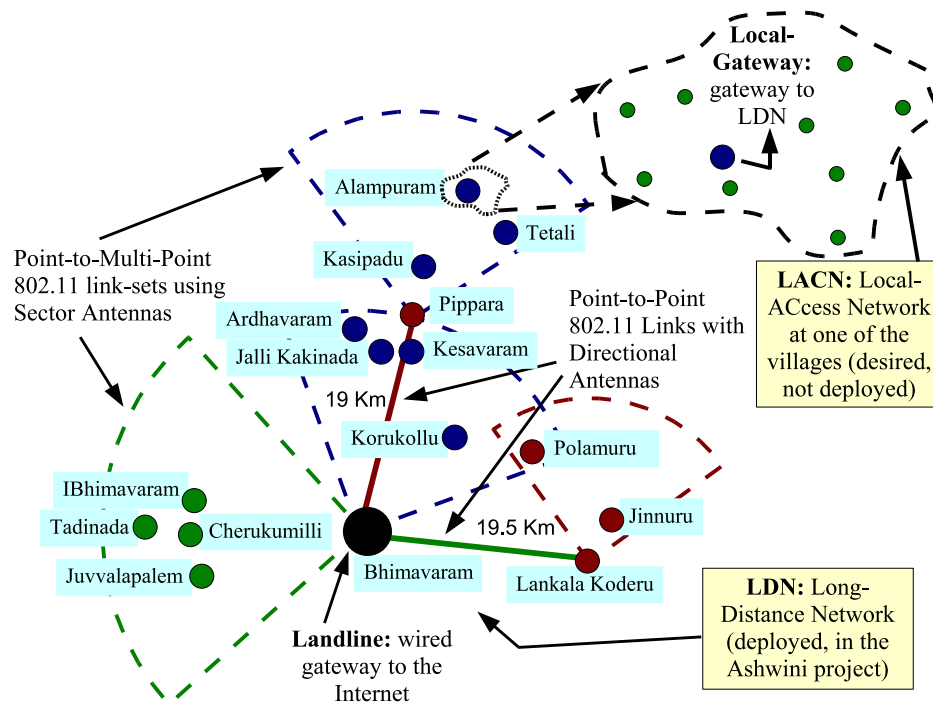 Local-
Gateway:
gateway to
LDN
Alampuram
Tetali
Point-to-Multi-Point
802.11 link-sets using
Sector Antennas
Kasipadu
LACN: Local-
ACcess Network
at one of the
villages (desired,
not deployed)
Pippara
Point-to-Point
802.11 Links with
Directional
Antennas
Ardhavaram
Jalli Kakinada
Kesavaram
19 Km
Korukollu
Polamuru
IBhimavaram
Tadinada
Cherukumilli
Juvvalapalem
19.5 Km
Jinnuru
Bhimavaram
Lankala Koderu
Landline: wired
gateway to the
Internet
LDN: Long-
Distance Network
(deployed, in the
Ashwini project)